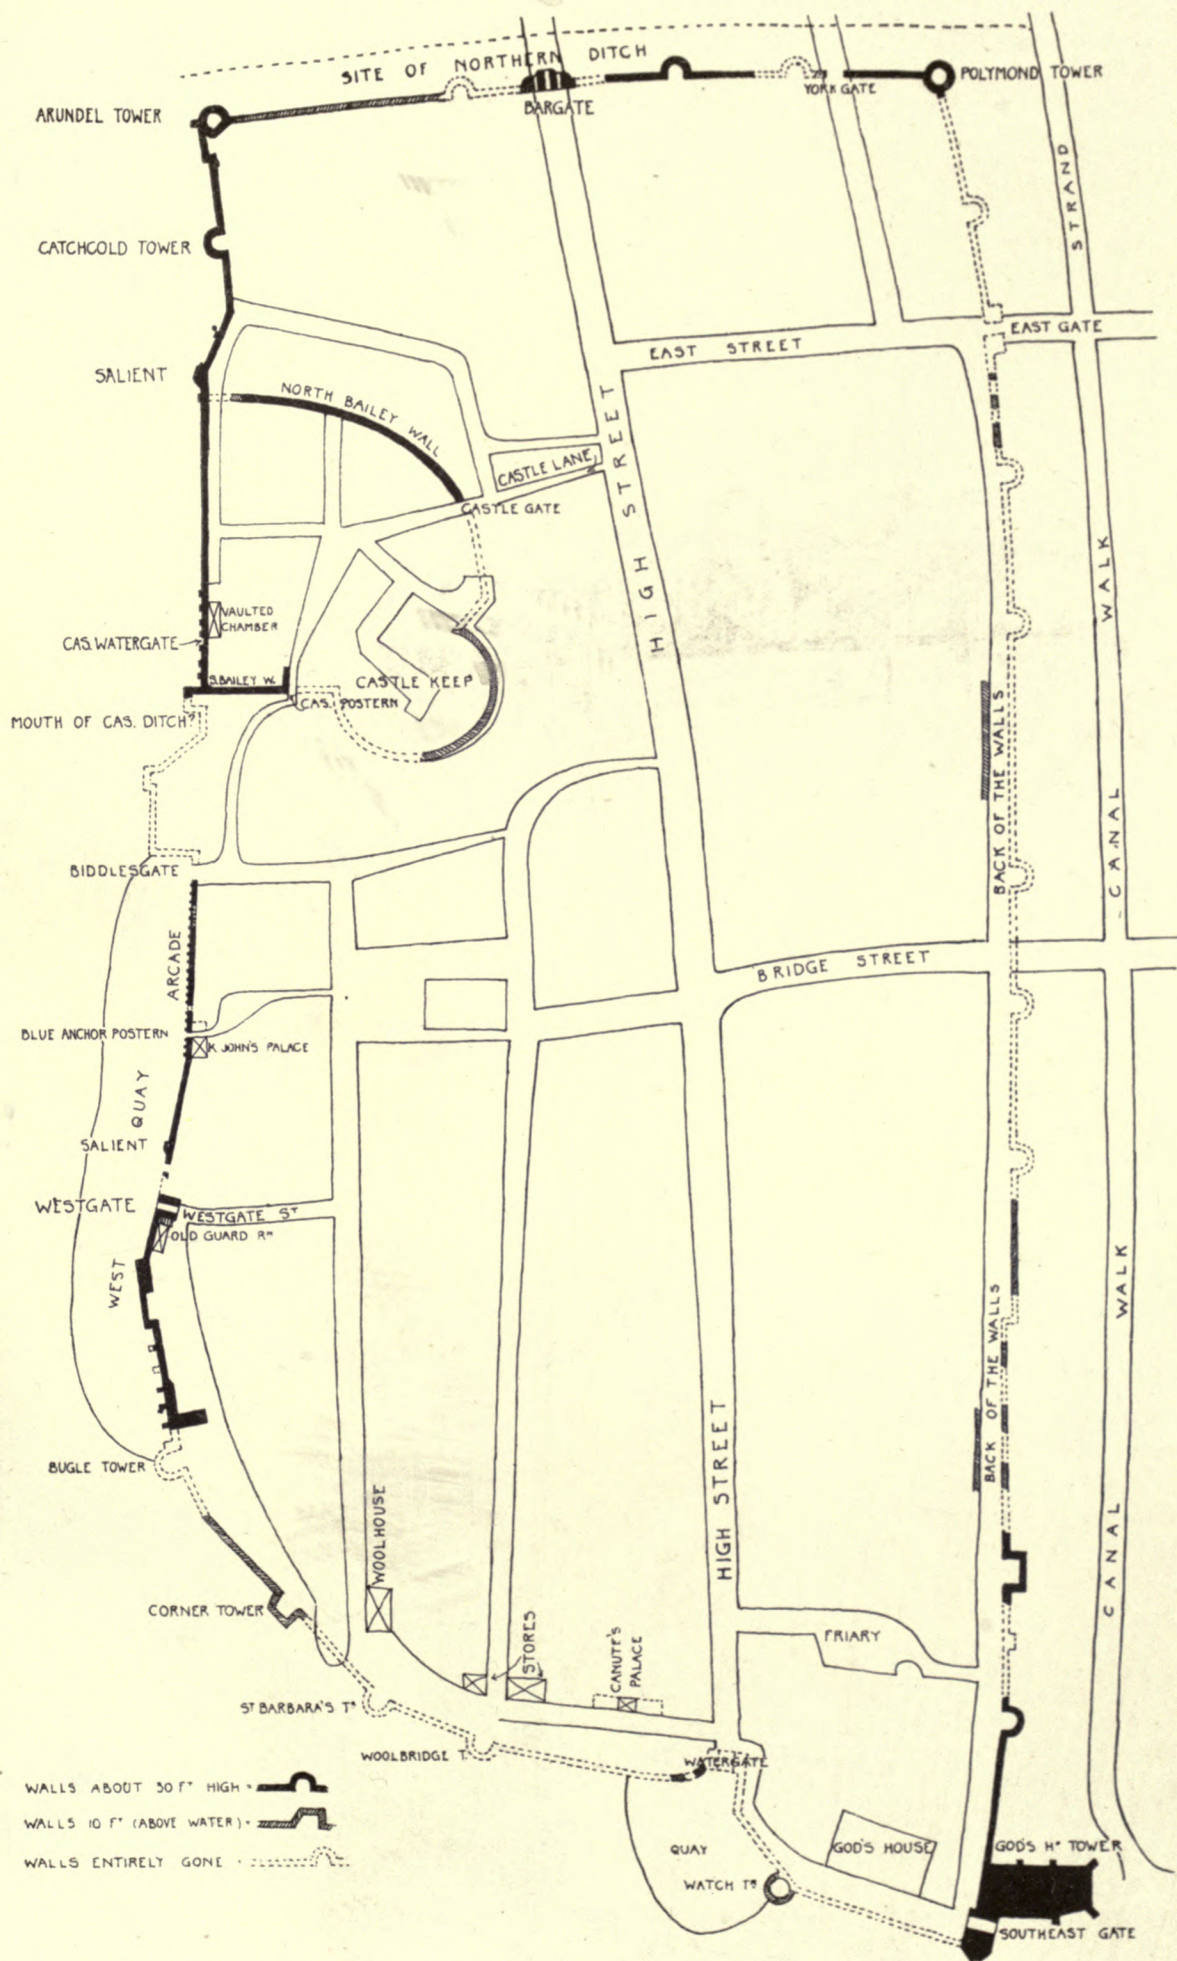 SITE OF NORTHERN DITCH
POLYMOND TOWER
ARUNDEL TOWER
BARGATE
YORK GATE
STRAND
CATCHCOLD TOWER
EAST GATE
EAST STREET
SALIENT
NORTH BAILEY WALL
HIGH STREET
CASTLE LANE
CASTLE GATE
CANAL WALK
VAULTED
CHAMBER
CAS. WATERGATE
S. BAILEY W.
CASTLE KEEP
CAS. POSTERN
MOUTH OF CAS. DITCH?
BACK OF THE WALLS
BIDDLESGATE
ARCADE
BRIDGE STREET
BLUE ANCHOR POSTERN
K JOHN'S PALACE
WEST QUAY
SALIENT
WESTGATE
WESTGATE ST
OLD GUARD RM
CANAL WALK
BACK OF THE WALLS
HIGH STREET
BUGLE TOWER
WOOLHOUSE
CORNER TOWER
STORES
CANUTE'S
PALACE
FRIARY
ST BARBARA'S TR
WOOLBRIDGE T.
WATERGATE
WALLS ABOUT 30 FT HIGH
WALLS 10 FT (ABOVE WATER)
WALLS ENTIRELY GONE
QUAY
GOD'S HOUSE
GOD'S HE TOWER
WATCH TR
SOUTHEAST GATE